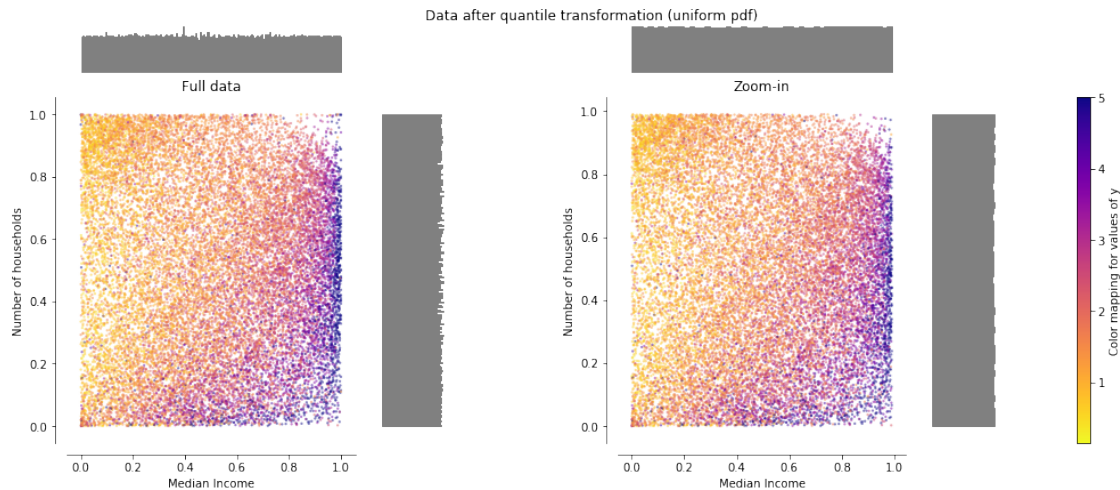 Data after quantile transformation (uniform pdf)
Full data
Zoom-in
1.0
0.8
0.6
0.4
0.2
0.0
Number of households
0.0 0.2 0.4 0.6 0.8 1.0
Median Income
1.0
0.8
0.6
0.4
0.2
0.0
Number of households
0.0 0.2 0.4 0.6 0.8 1.0
Median Income
5
4
3
2
1
Color mapping for values of y